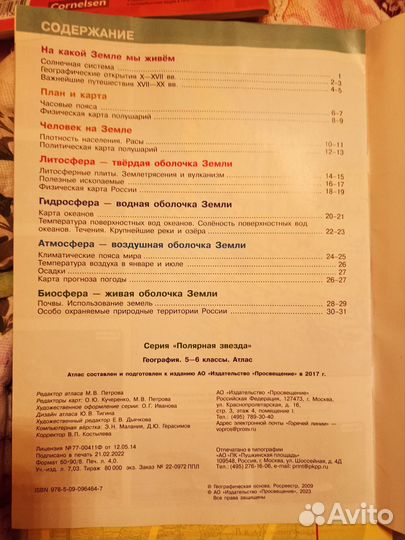 Cornelsen
СОДЕРЖАНИЕ
На какой Земле мы живём
Солнечная система 1
Географические открытия X—XVII вв. 2–3
Важнейшие путешествия XVII—XX вв. 4–5
План и карта
Часовые пояса 6–7
Физическая карта полушарий 8–9
Человек на Земле
Плотность населения. Расы 10–11
Политическая карта полушарий 12–13
Литосфера — твёрдая оболочка Земли
Литосферные плиты. Землетрясения и вулканизм 14–15
Полезные ископаемые 16–17
Физическая карта России 18–19
Гидросфера — водная оболочка Земли
Карта океанов 20–21
Температура поверхностных вод океанов. Солёность поверхностных вод
океанов. Течения. Крупнейшие реки и озёра 22–23
Атмосфера — воздушная оболочка Земли
Климатические пояса мира 24–25
Температура воздуха в январе и июле 26
Осадки 27
Карта прогноза погоды 26–27
Биосфера — живая оболочка Земли
Почвы. Использование земель 28–29
Особо охраняемые природные территории России 30–31
Серия «Полярная звезда»
География. 5—6 классы. Атлас
Атлас составлен и подготовлен к изданию АО «Издательство «Просвещение» в 2017 г.
Редактор атласа М.В. Петрова
Редакторы карт: О.Ю. Кучеренко, М.В. Петрова
Художественное оформление серии: О.Г. Иванова
Дизайн атласа Ю.В. Тигина
Художественный редактор Е.В. Дьячкова
Компьютерная вёрстка: Э.Н. Малания, Д.Ю. Герасимов
Корректор В.П. Костылева
Лицензия №77-00411Ф от 12.05.14
Подписано в печать 21.02.2022
Формат 60×90/8. Печ. л. 4,0.
Уч.-изд. л. 7,03. Тираж 80 000 экз. Заказ № 22-0972 ППЛ
АО «Издательство «Просвещение».
Российская Федерация, 127473, г. Москва,
ул. Краснопролетарская, д. 16,
стр. 3, этаж 4, помещение I.
Тел. (495) 789-30-40
Адрес электронной почты «Горячей линии» —
vopros@prosv.ru
Отпечатано в типографии
«АО «ПК «Пушкинская площадь»
109548, Россия, г. Москва, ул. Шоссейная, д. 4Д
Тел.: (495) 276-16-06, e-mail: print@pkpp.ru
ISBN 978-5-09-096464-7
© Географическая основа. Росреестр, 2009
© АО «Издательство «Просвещение», 2023
Все права защищены
Avito